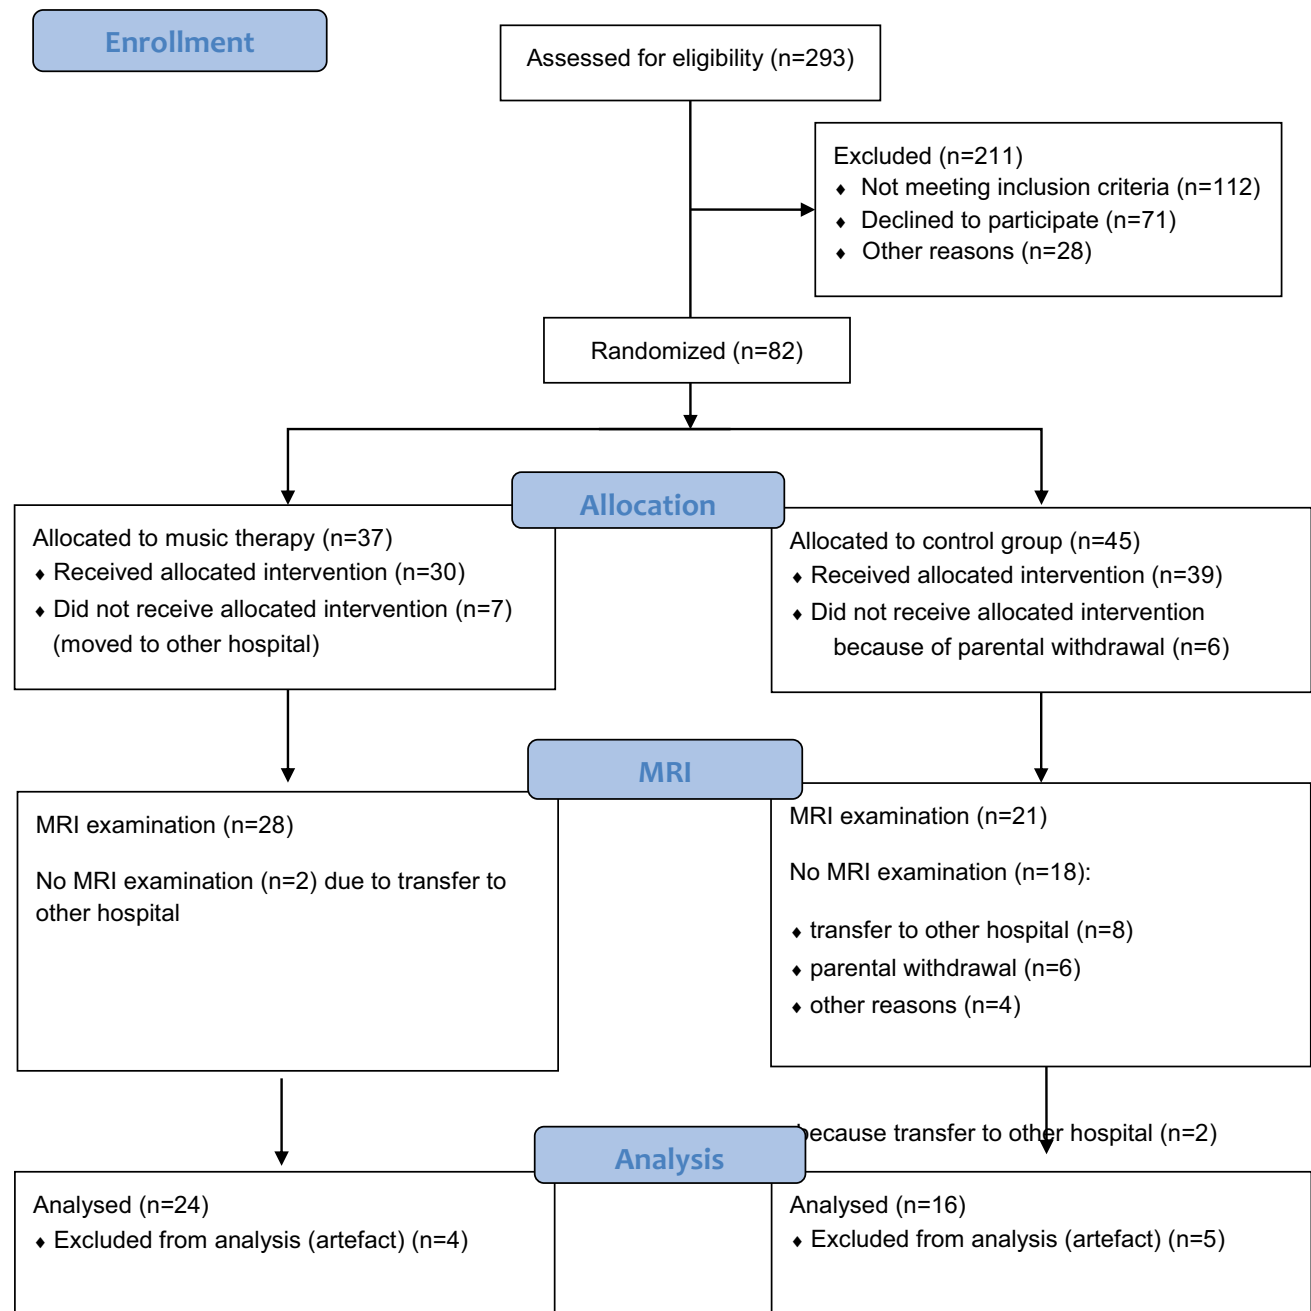 Enrollment
Assessed for eligibility (n=293)
Excluded (n=211)
♦ Not meeting inclusion criteria (n=112)
♦ Declined to participate (n=71)
♦ Other reasons (n=28)
Randomized (n=82)
Allocation
Allocated to music therapy (n=37)
♦ Received allocated intervention (n=30)
♦ Did not receive allocated intervention (n=7)
(moved to other hospital)
Allocated to control group (n=45)
♦ Received allocated intervention (n=39)
♦ Did not receive allocated intervention
because of parental withdrawal (n=6)
MRI
MRI examination (n=28)
No MRI examination (n=2) due to transfer to
other hospital
MRI examination (n=21)
No MRI examination (n=18):
♦ transfer to other hospital (n=8)
♦ parental withdrawal (n=6)
♦ other reasons (n=4)
because transfer to other hospital (n=2)
Analysis
Analysed (n=24)
♦ Excluded from analysis (artefact) (n=4)
Analysed (n=16)
♦ Excluded from analysis (artefact) (n=5)